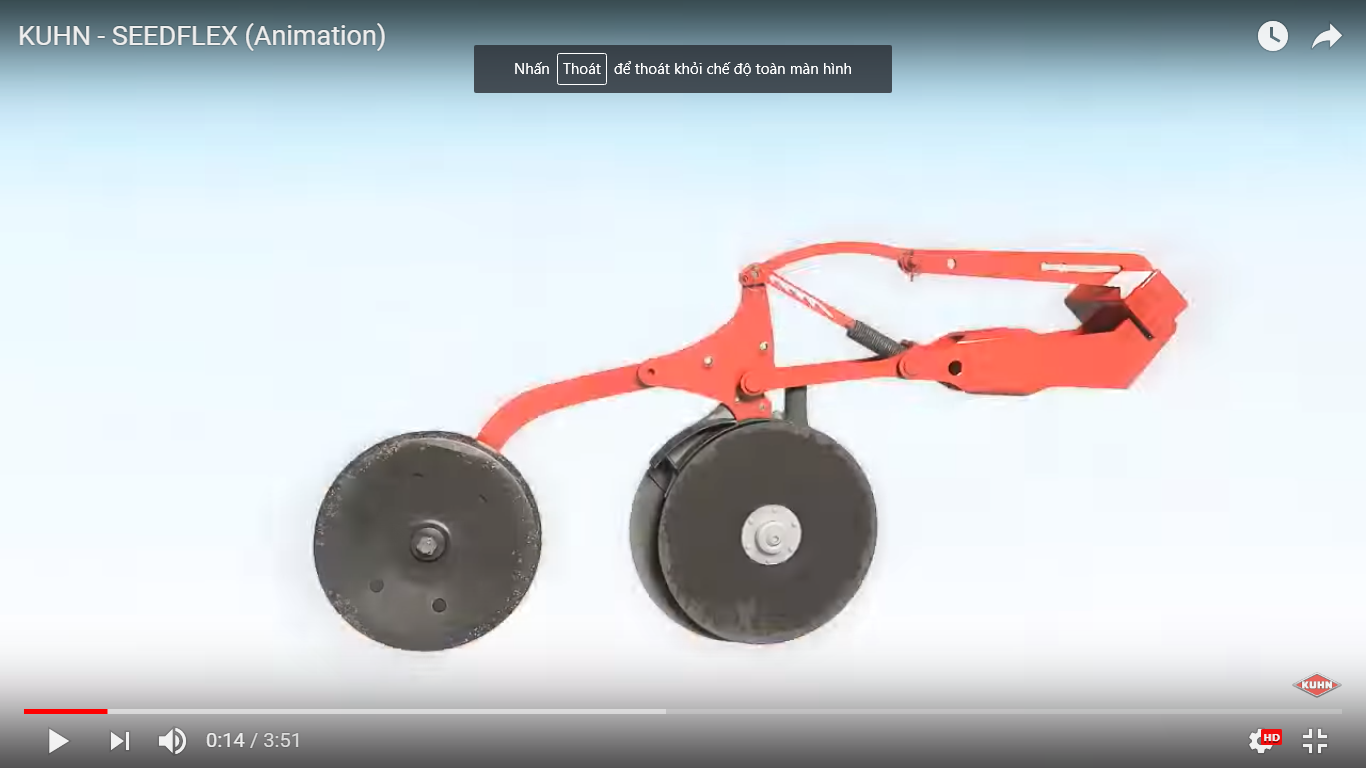 KUHN - SEEDFLEX (Animation)
Nhấn Thoát để thoát khỏi chế độ toàn màn hình
KUHN
0:14 / 3:51
HD